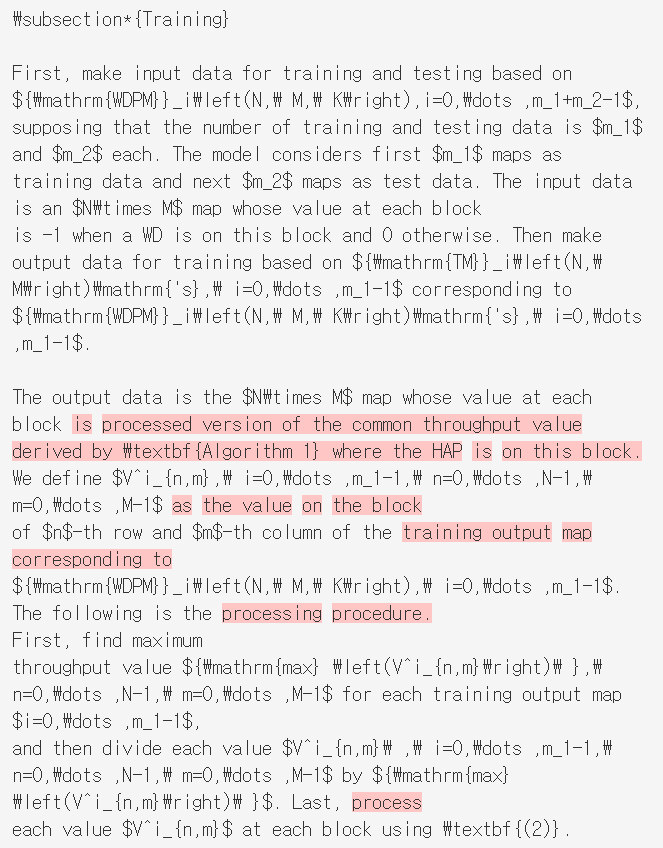 ₩subsection*{Training}
First, make input data for training and testing based on
${₩mathrm{WDPM}}_i₩left(N,₩ M,₩ K₩right),i=0,₩dots ,m_1+m_2-1$,
supposing that the number of training and testing data is $m_1$
and $m_2$ each. The model considers first $m_1$ maps as
training data and next $m_2$ maps as test data. The input data
is an $N₩times M$ map whose value at each block
is -1 when a WD is on this block and 0 otherwise. Then make
output data for training based on ${₩mathrm{TM}}_i₩left(N,₩
M₩right)₩mathrm{'s},₩ i=0,₩dots ,m_1-1$ corresponding to
${₩mathrm{WDPM}}_i₩left(N,₩ M,₩ K₩right)₩mathrm{'s},₩ i=0,₩dots
,m_1-1$.
The output data is the $N₩times M$ map whose value at each
block is processed version of the common throughput value
derived by ₩textbf{Algorithm 1} where the HAP is on this block.
We define $V^i_{n,m},₩ i=0,₩dots ,m_1-1,₩ n=0,₩dots ,N-1,₩
m=0,₩dots ,M-1$ as the value on the block
of $n$-th row and $m$-th column of the training output map
corresponding to
${₩mathrm{WDPM}}_i₩left(N,₩ M,₩ K₩right),₩ i=0,₩dots ,m_1-1$.
The following is the processing procedure.
First, find maximum
throughput value ${₩mathrm{max} ₩left(V^i_{n,m}₩right)₩ },₩
n=0,₩dots ,N-1,₩ m=0,₩dots ,M-1$ for each training output map
$i=0,₩dots ,m_1-1$,
and then divide each value $V^i_{n,m}₩ ,₩ i=0,₩dots ,m_1-1,₩
n=0,₩dots ,N-1,₩ m=0,₩dots ,M-1$ by ${₩mathrm{max}
₩left(V^i_{n,m}₩right)₩ }$. Last, process
each value $V^i_{n,m}$ at each block using ₩textbf{(2)}.